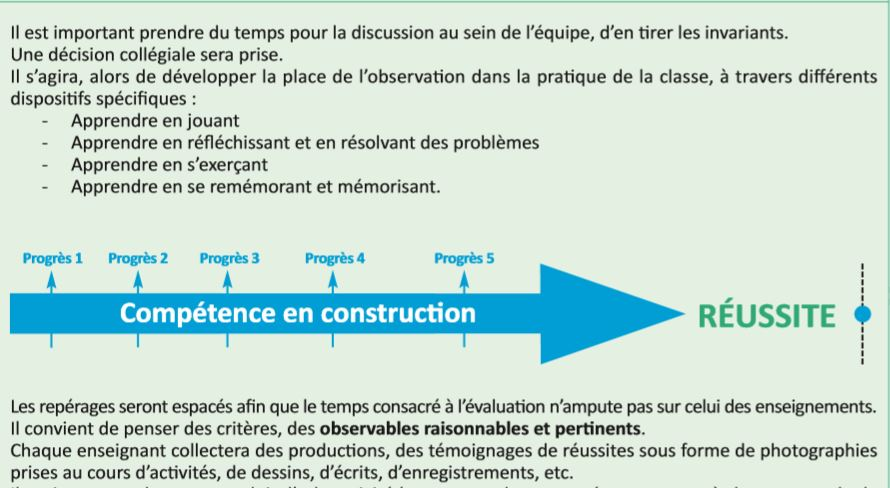 Il est important prendre du temps pour la discussion au sein de l'équipe, d'en tirer les invariants.
Une décision collégiale sera prise.
Il s'agira, alors de développer la place de l'observation dans la pratique de la classe, à travers différents
dispositifs spécifiques :
- Apprendre en jouant
- Apprendre en réfléchissant et en résolvant des problèmes
- Apprendre en s'exerçant
- Apprendre en se remémorant et mémorisant.
Progrès 1 Progrès 2 Progrès 3 Progrès 4 Progrès 5
Compétence en construction RÉUSSITE
Les repérages seront espacés afin que le temps consacré à l'évaluation n'ampute pas sur celui des enseignements.
Il convient de penser des critères, des observables raisonnables et pertinents.
Chaque enseignant collectera des productions, des témoignages de réussites sous forme de photographies
prises au cours d'activités, de dessins, d'écrits, d'enregistrements, etc.